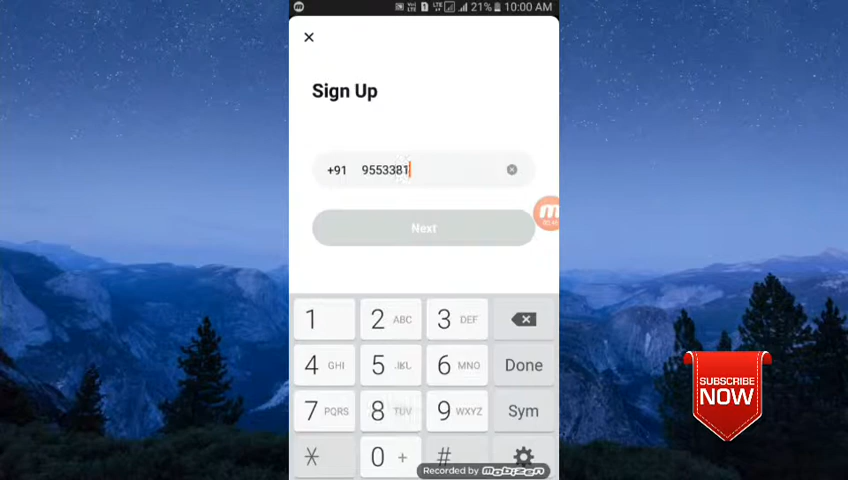 21% 10:00 AM
Sign Up
+91 9553381
Next
1
2 ABC
3 DEF
4 GHI
5 JKL
6 MNO
Done
7 PQRS
8 TUV
9 WXYZ
Sym
0 +
#
Recorded by mobizen
SUBSCRIBE
NOW